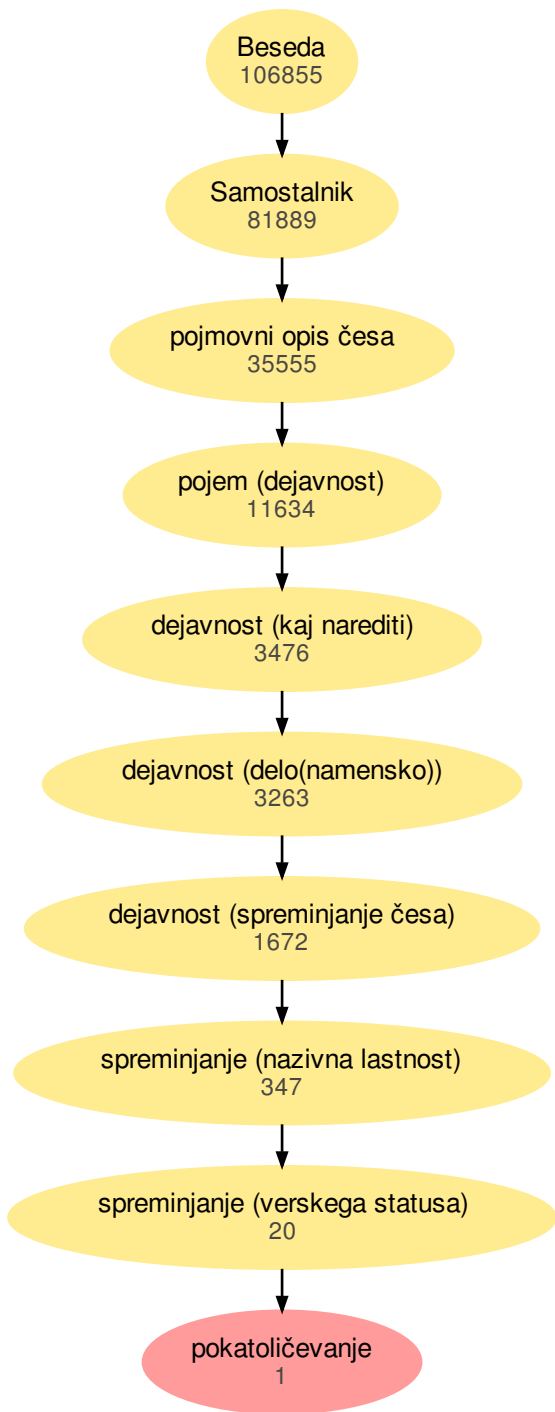 Beseda
106855
Samostalnik
81889
pojmovni opis česa
35555
pojem (dejavnost)
11634
dejavnost (kaj narediti)
3476
dejavnost (delo(namensko))
3263
dejavnost (spreminjanje česa)
1672
spreminjanje (nazivna lastnost)
347
spreminjanje (verskega statusa)
20
pokatoličevanje
1